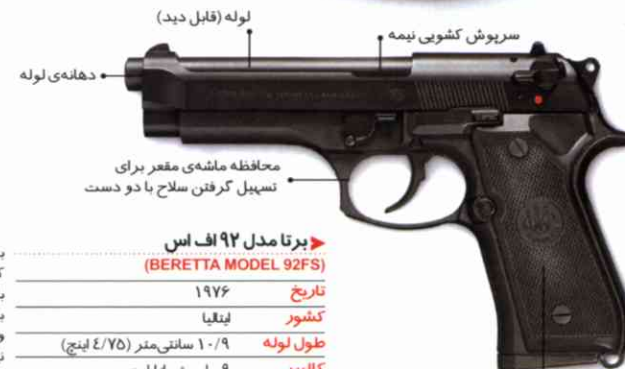 لوله (قابل دید)
سرپوش کشویی نیمه
دهانه‌ی لوله
محافظه ماشه‌ی مقعر برای
تسهیل گرفتن سلاح با دو دست
برتا مدل ۹۲ اف اس
(BERETTA MODEL 92FS)
تاریخ ۱۹۷۶
کشور ایتالیا
طول لوله ۱۰/۹ سانتی‌متر (٤/۷۵ اینچ)